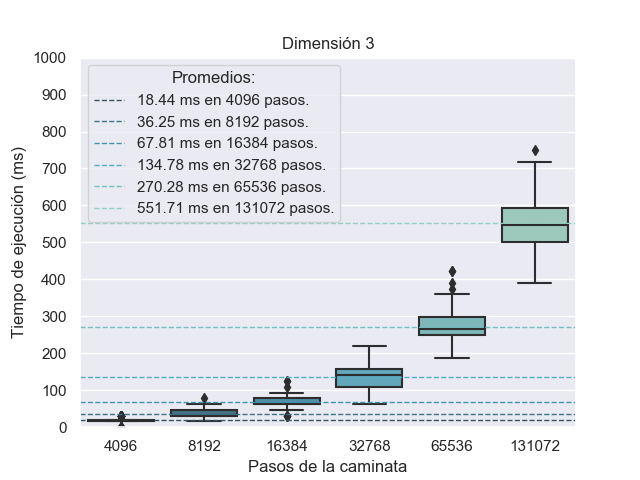 Dimensión 3
Tiempo de ejecución (ms)
1000
900
800
700
600
500
400
300
200
100
0
Promedios:
18.44 ms en 4096 pasos.
36.25 ms en 8192 pasos.
67.81 ms en 16384 pasos.
134.78 ms en 32768 pasos.
270.28 ms en 65536 pasos.
551.71 ms en 131072 pasos.
4096 8192 16384 32768 65536 131072
Pasos de la caminata